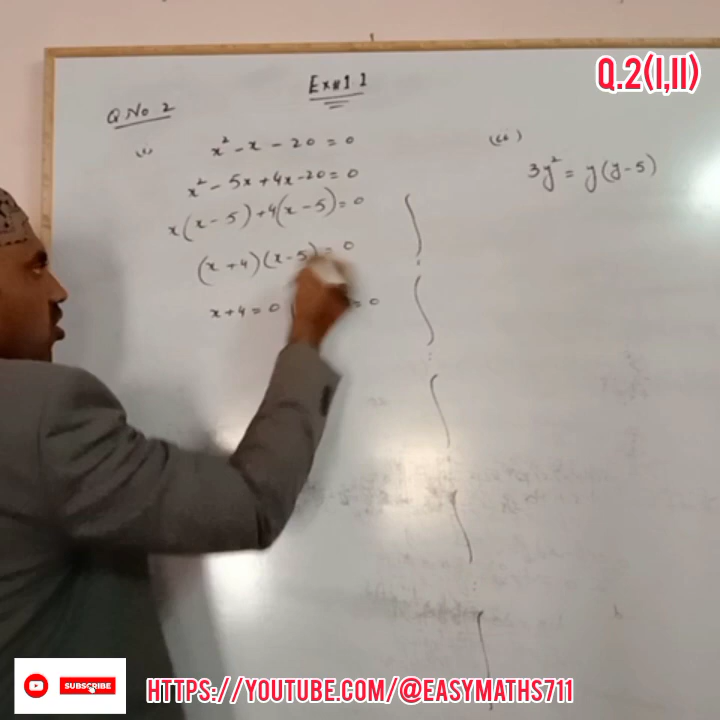 Q.2(I,II)
Ex#1.1
Q No 2
(i) x² - x - 20 = 0
x² - 5x + 4x - 20 = 0
x(x - 5) + 4(x - 5) = 0
(x + 4)(x - 5) = 0
x + 4 = 0 = 0
(ii)
3y² = y(y - 5)
SUBSCRIBE
HTTPS://YOUTUBE.COM/@EASYMATHS711